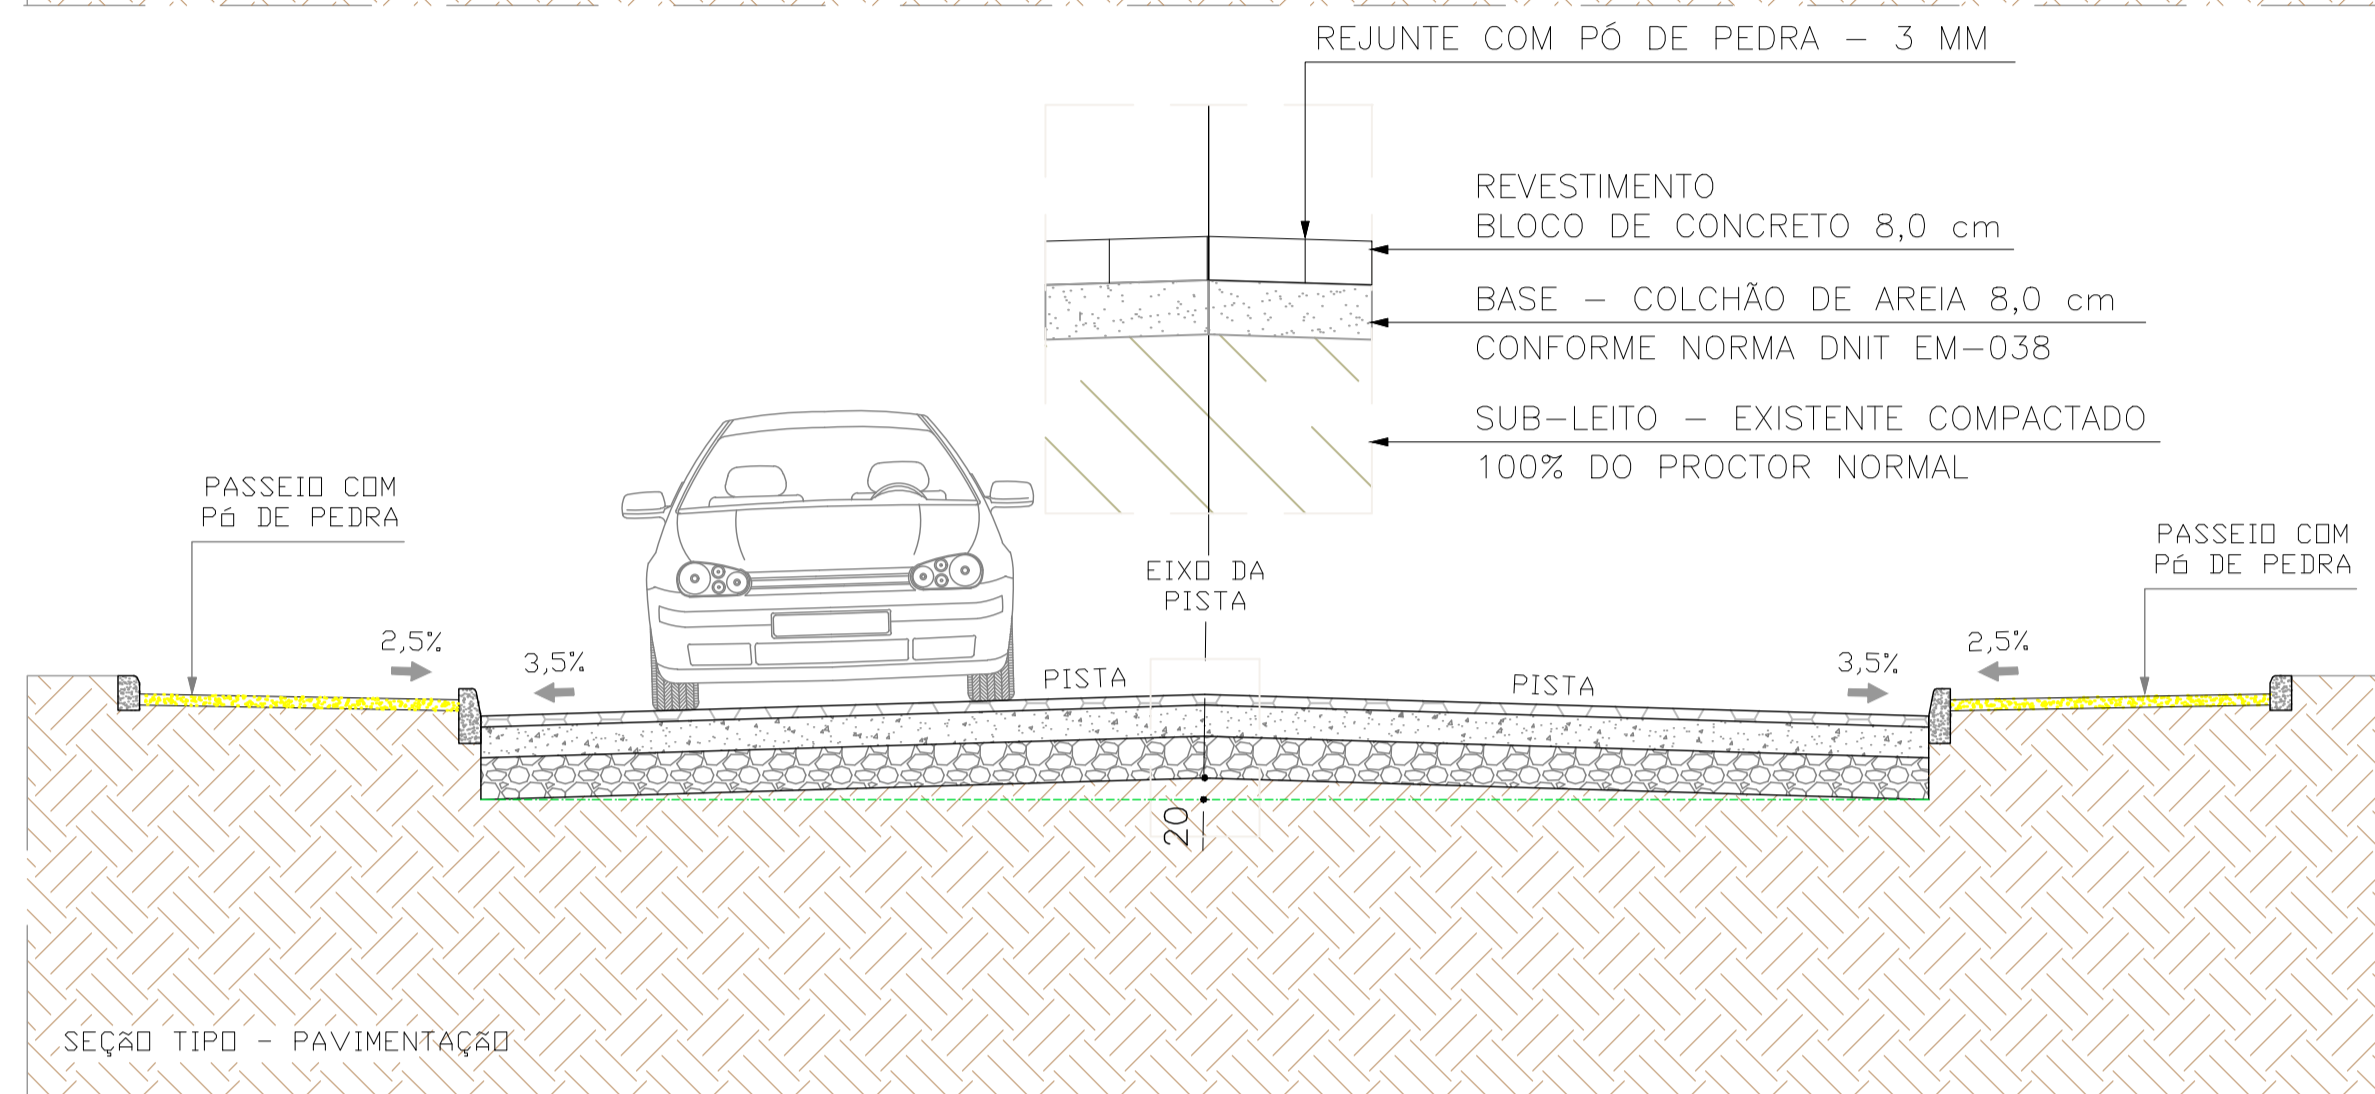 REJUNTE COM PÓ DE PEDRA - 3 MM
REVESTIMENTO
BLOCO DE CONCRETO 8,0 cm
BASE - COLCHÃO DE AREIA 8,0 cm
CONFORME NORMA DNIT EM-038
SUB-LEITO - EXISTENTE COMPACTADO
100% DO PROCTOR NORMAL
PASSEIO COM
Pó DE PEDRA
EIXO DA
PISTA
PASSEIO COM
Pó DE PEDRA
2,5%
3,5%
PISTA
PISTA
3,5%
2,5%
20
SEÇãO TIPO - PAVIMENTAÇãO